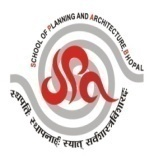 SCHOOL OF PLANNING AND ARCHITECTURE, BHOPAL
स्थपतिः स्थापनार्हः स्यात् सर्वशास्त्रविशारदः